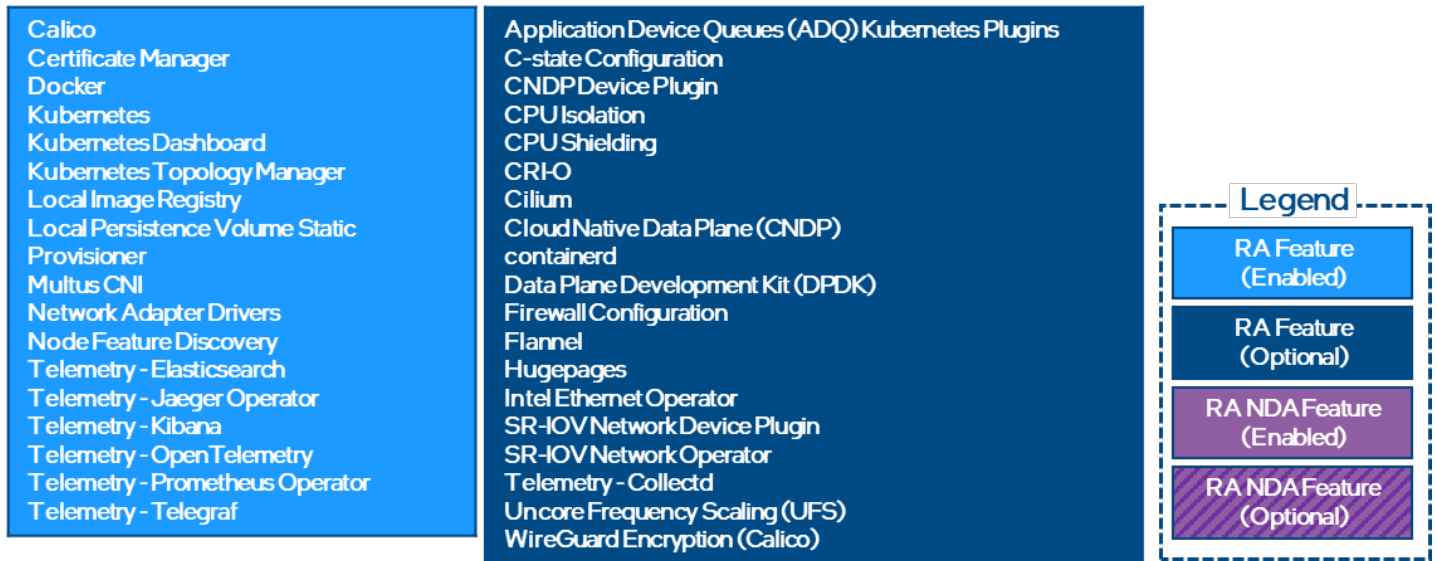 Calico
Certificate Manager
Docker
Kubernetes
Kubernetes Dashboard
Kubernetes Topology Manager
Local Image Registry
Local Persistence Volume Static
Provisioner
Multus CNI
Network Adapter Drivers
Node Feature Discovery
Telemetry - Elasticsearch
Telemetry - Jaeger Operator
Telemetry - Kibana
Telemetry - OpenTelemetry
Telemetry - Prometheus Operator
Telemetry - Telegraf
Application Device Queues (ADQ) Kubernetes Plugins
C-state Configuration
CNDP Device Plugin
CPU Isolation
CPU Shielding
CRI-O
Cilium
Cloud Native Data Plane (CNDP)
containerd
Data Plane Development Kit (DPDK)
Firewall Configuration
Flannel
Hugepages
Intel Ethernet Operator
SR-IOV Network Device Plugin
SR-IOV Network Operator
Telemetry - Collectd
Uncore Frequency Scaling (UFS)
WireGuard Encryption (Calico)
Legend
RA Feature
(Enabled)
RA Feature
(Optional)
RA NDA Feature
(Enabled)
RA NDA Feature
(Optional)